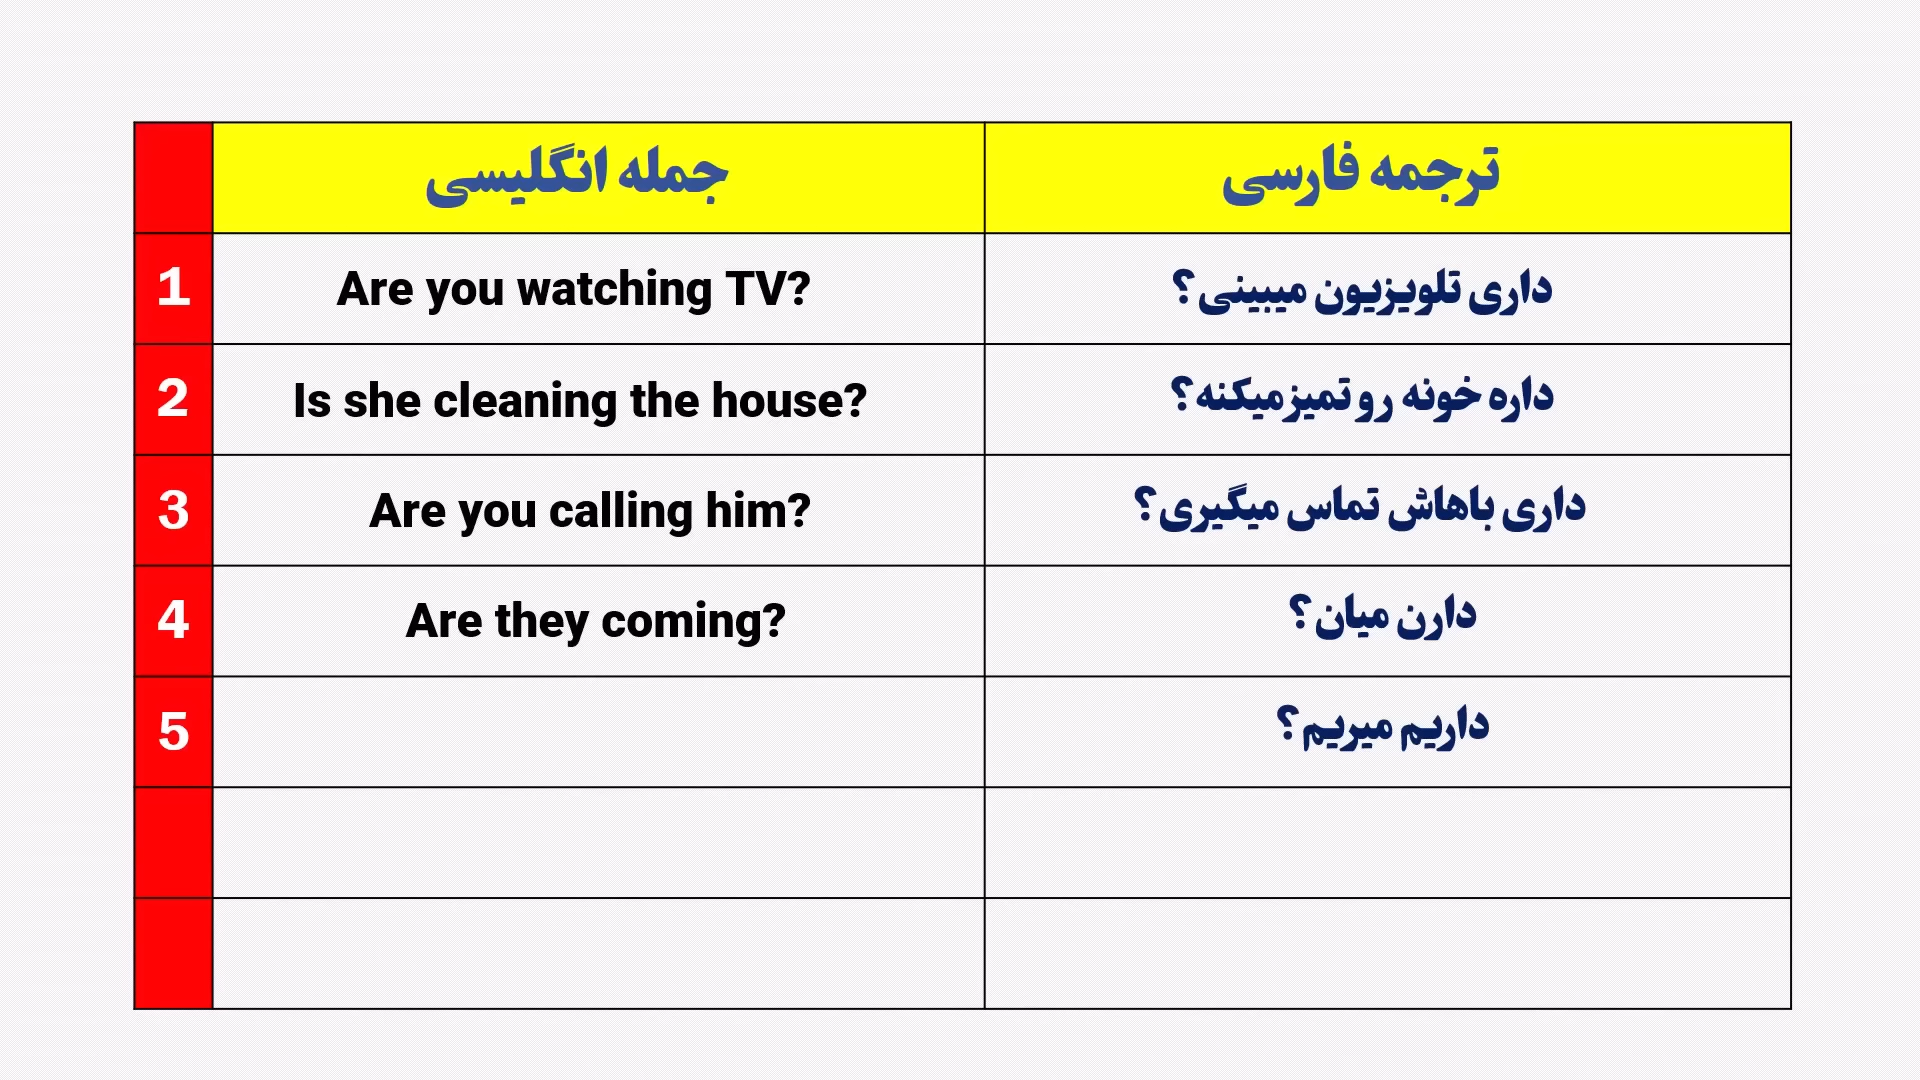 جمله انگلیسی ترجمه فارسی
1 Are you watching TV? داری تلویزیون میبینی؟
2 Is she cleaning the house? داره خونه رو تمیز میکنه؟
3 Are you calling him? داری باهاش تماس میگیری؟
4 Are they coming? دارن میان؟
5 داریم میریم؟